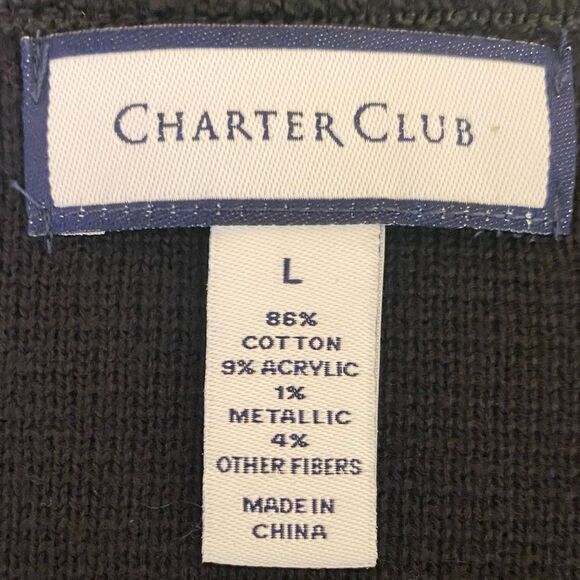 CHARTER CLUB
L
86%
COTTON
9% ACRYLIC
1%
METALLIC
4%
OTHER FIBERS
MADE IN
CHINA